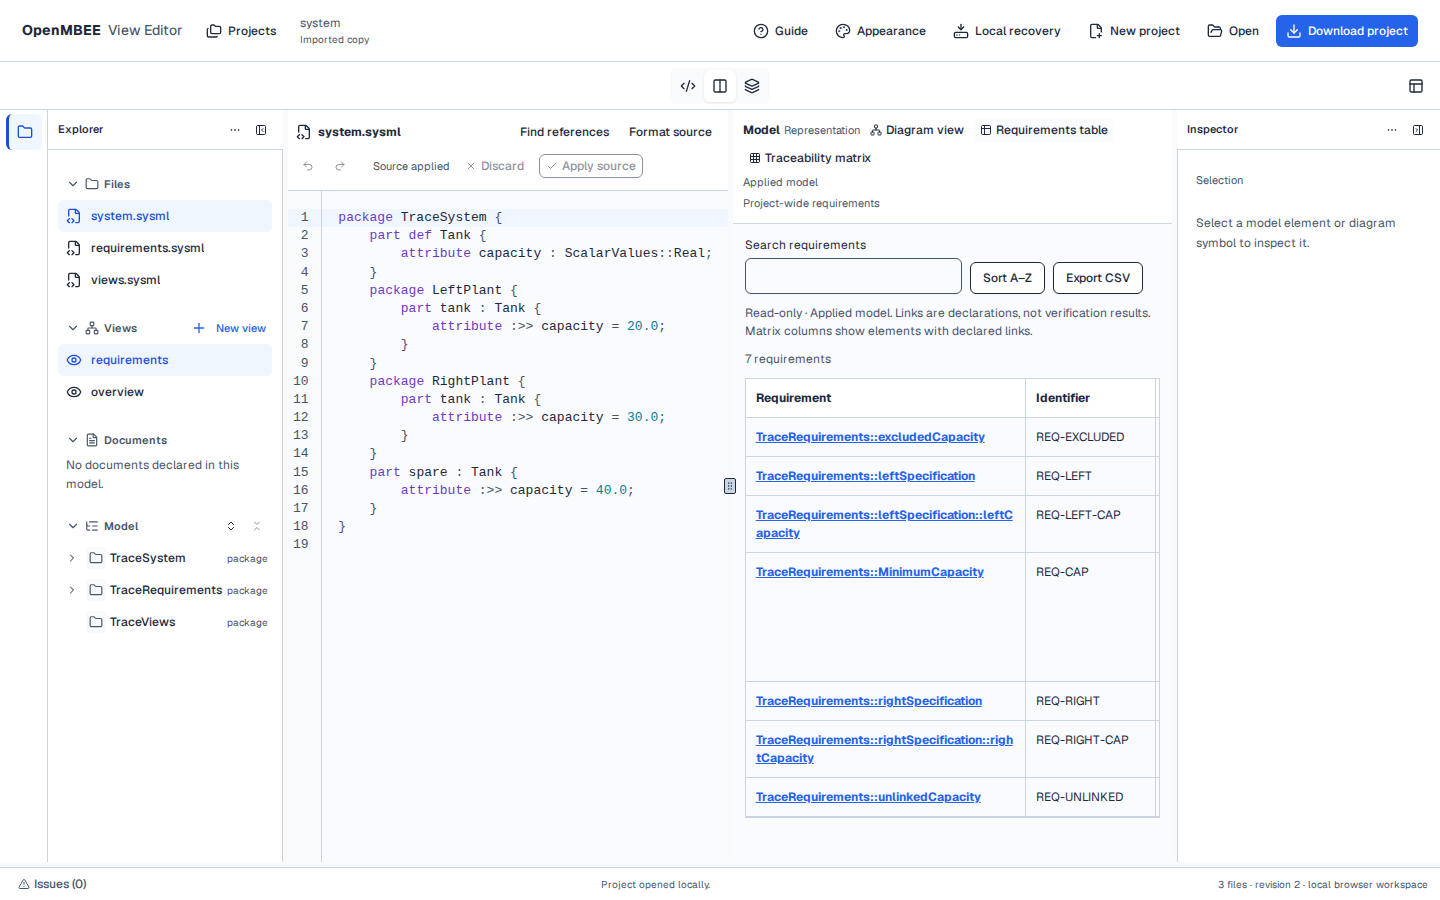 OpenMBEE View Editor
Projects
system
Imported copy
Guide
Appearance
Local recovery
New project
Open
Download project
Explorer
Files
system.sysml
requirements.sysml
views.sysml
Views
New view
requirements
overview
Documents
No documents declared in this
model.
Model
TraceSystem package
TraceRequirements package
TraceViews package
system.sysml
Find references
Format source
Source applied
Discard
Apply source
1 package TraceSystem {
2 part def Tank {
3 attribute capacity : ScalarValues::Real;
4 }
5 package LeftPlant {
6 part tank : Tank {
7 attribute :>> capacity = 20.0;
8 }
9 }
10 package RightPlant {
11 part tank : Tank {
12 attribute :>> capacity = 30.0;
13 }
14 }
15 part spare : Tank {
16 attribute :>> capacity = 40.0;
17 }
18 }
19
Model Representation
Diagram view
Requirements table
Traceability matrix
Applied model
Project-wide requirements
Search requirements
Sort A–Z
Export CSV
Read-only · Applied model. Links are declarations, not verification results.
Matrix columns show elements with declared links.
7 requirements
Requirement Identifier
TraceRequirements::excludedCapacity REQ-EXCLUDED
TraceRequirements::leftSpecification REQ-LEFT
TraceRequirements::leftSpecification::leftC REQ-LEFT-CAP
apacity
TraceRequirements::MinimumCapacity REQ-CAP
TraceRequirements::rightSpecification REQ-RIGHT
TraceRequirements::rightSpecification::righ REQ-RIGHT-CAP
tCapacity
TraceRequirements::unlinkedCapacity REQ-UNLINKED
Inspector
Selection
Select a model element or diagram
symbol to inspect it.
Issues (0)
Project opened locally.
3 files · revision 2 · local browser workspace